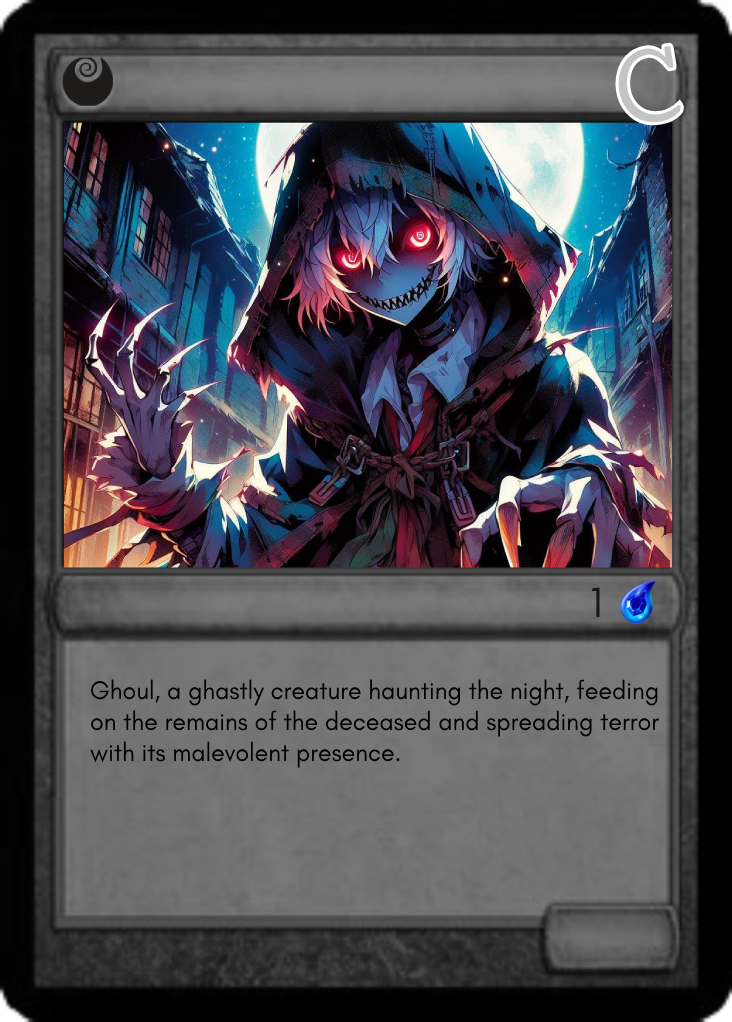 C
1
Ghoul, a ghastly creature haunting the night, feeding
on the remains of the deceased and spreading terror
with its malevolent presence.